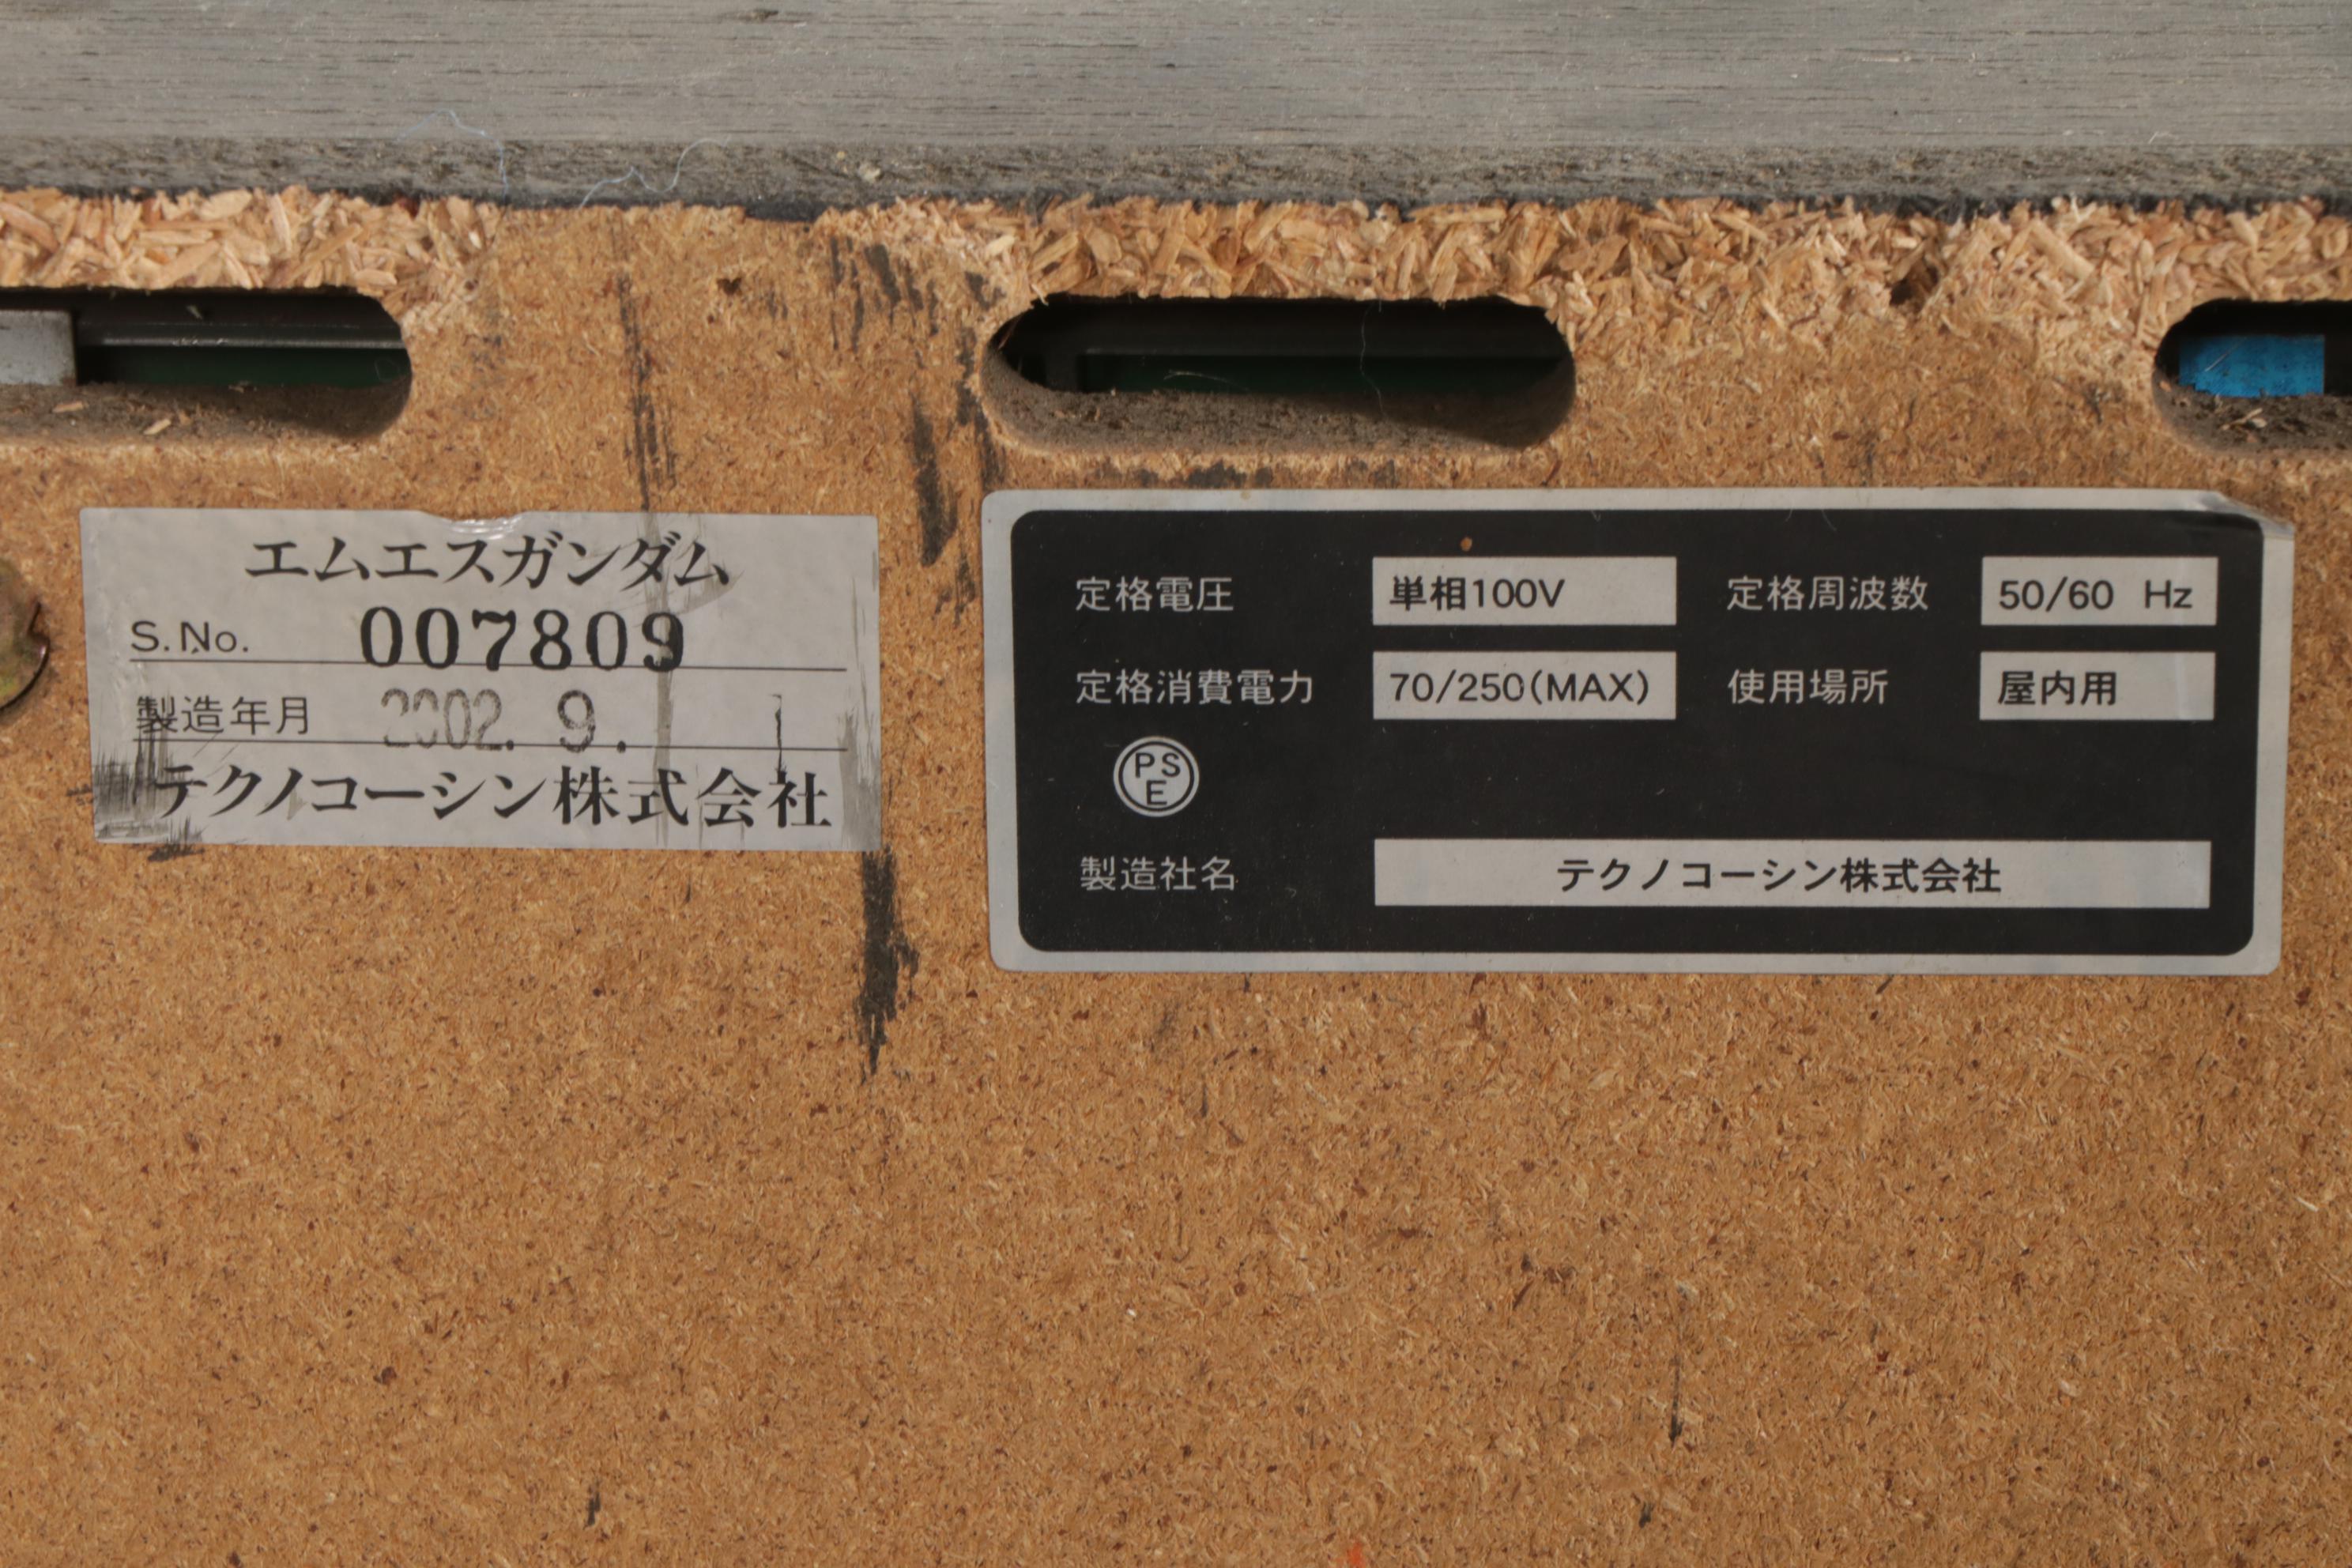 エムエスガンダム
S.No. 007809
製造年月 2002. 9.
テクノコーシン株式会社
定格電圧 単相100V 定格周波数 50/60 Hz
定格消費電力 70/250(MAX) 使用場所 屋内用
PSE
製造社名 テクノコーシン株式会社